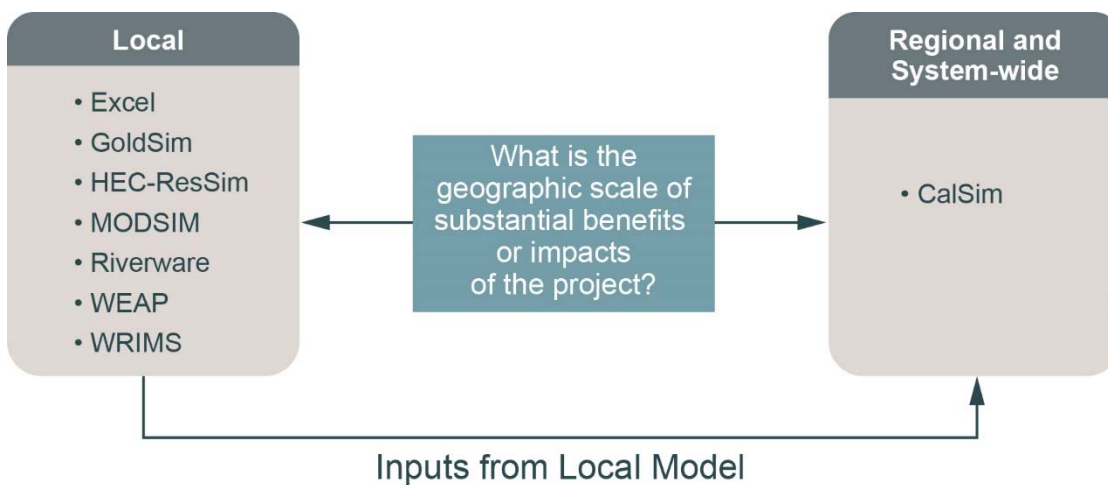 Local
• Excel
• GoldSim
• HEC-ResSim
• MODSIM
• Riverware
• WEAP
• WRIMS
What is the
geographic scale of
substantial benefits
or impacts
of the project?
Regional and
System-wide
• CalSim
Inputs from Local Model